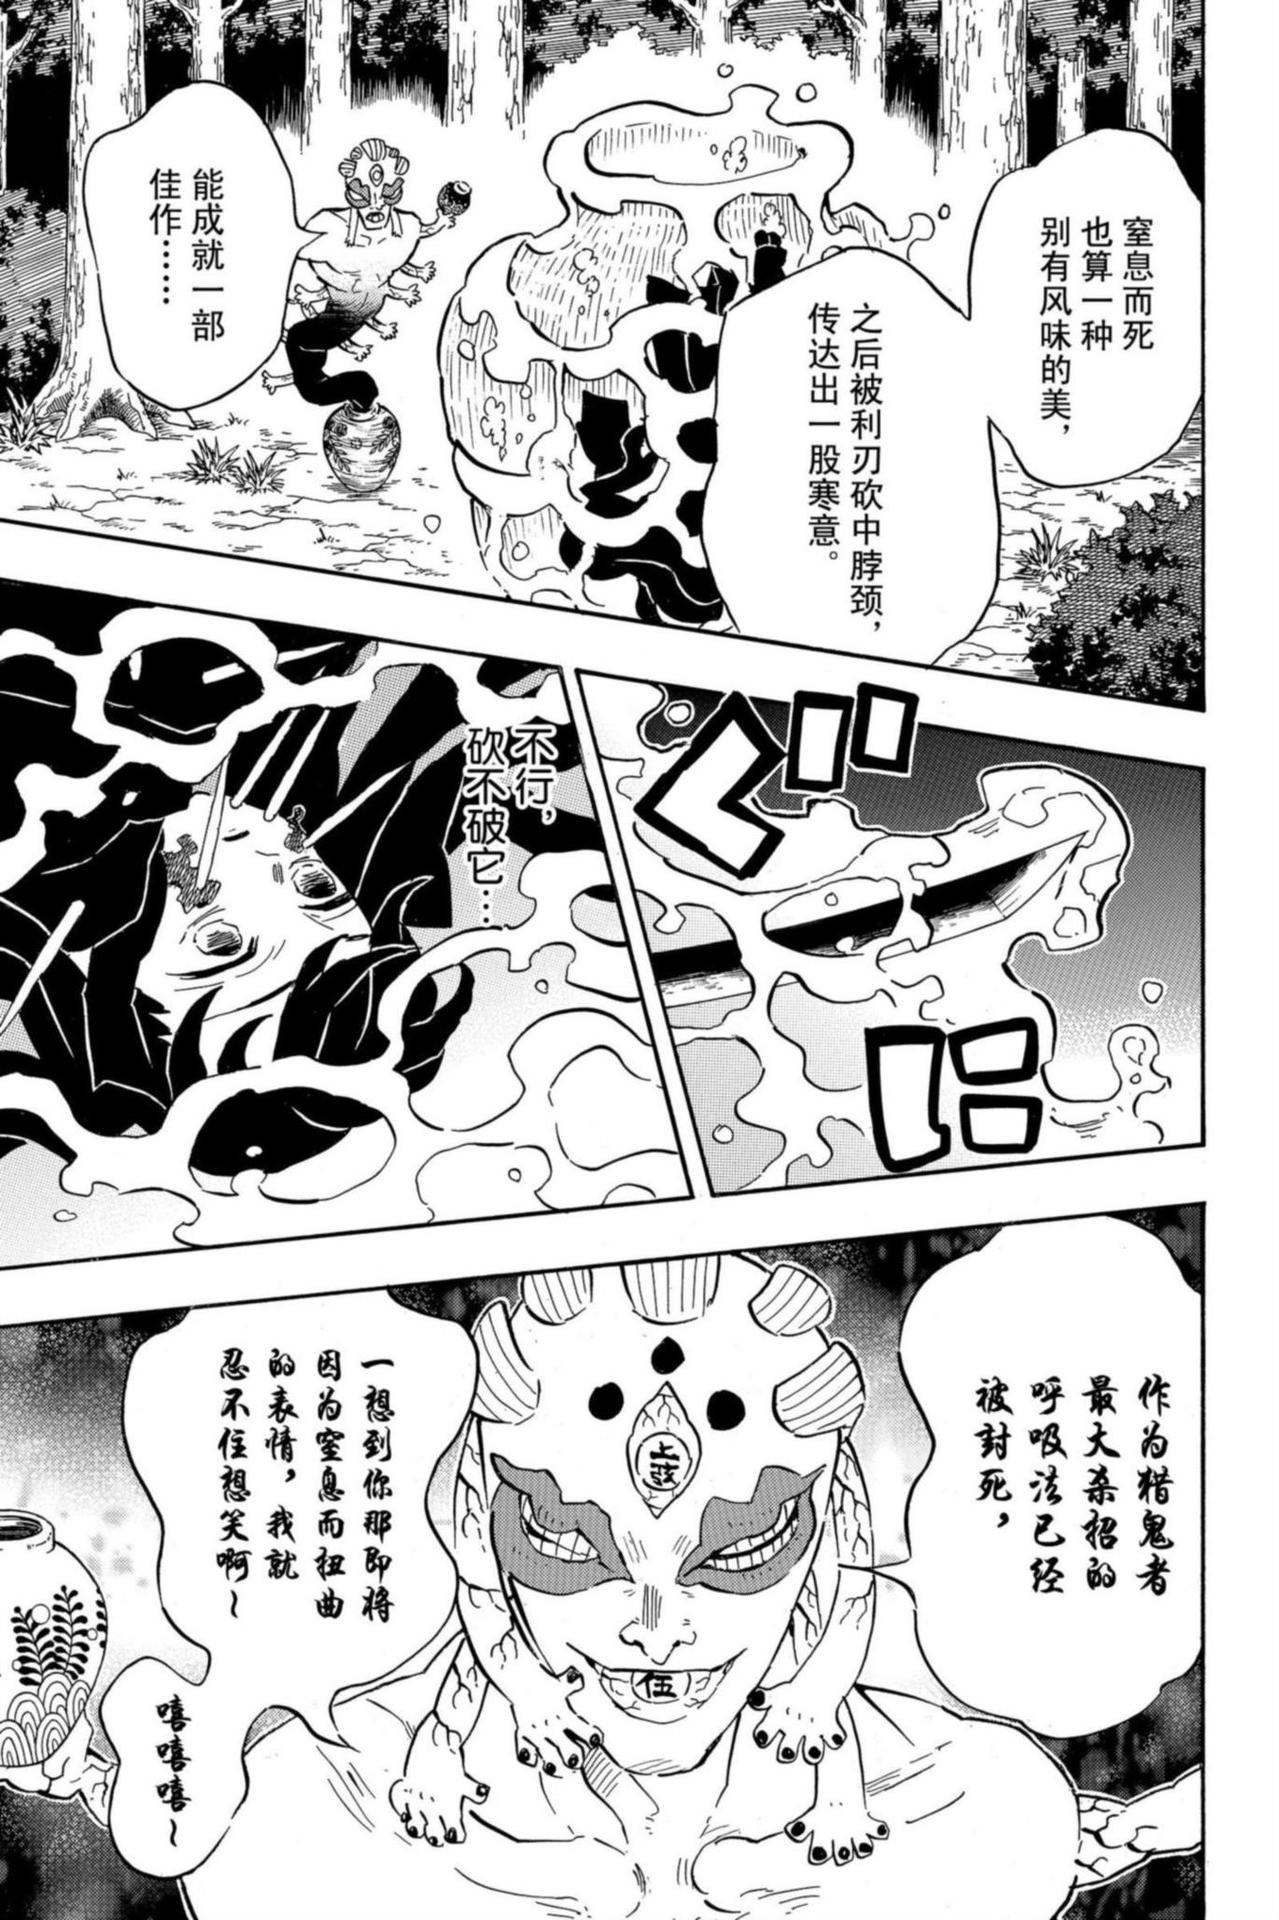 窒息而死
也算一种
别有风味的美，
之后被利刃砍中脖颈，
传达出一股寒意。
能成就一部
佳作……
グ
ﾞ
ニ
不行，
砍不破它…
作为猎鬼者
最大杀招的
呼吸法已经
被封死，
上弦
伍
一想到你那即将
因为窒息而扭曲
的表情，我就
忍不住想笑啊～
嘻嘻嘻～